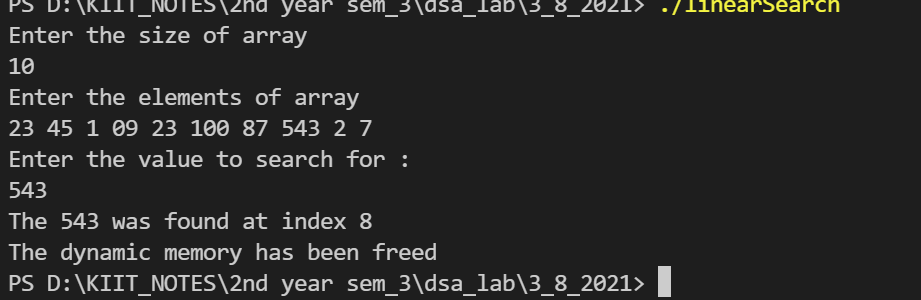 PS D:\KIIT_NOTES\2nd year sem_3\dsa_lab\3_8_2021> ./linearSearch
Enter the size of array
10
Enter the elements of array
23 45 1 09 23 100 87 543 2 7
Enter the value to search for :
543
The 543 was found at index 8
The dynamic memory has been freed
PS D:\KIIT_NOTES\2nd year sem_3\dsa_lab\3_8_2021>